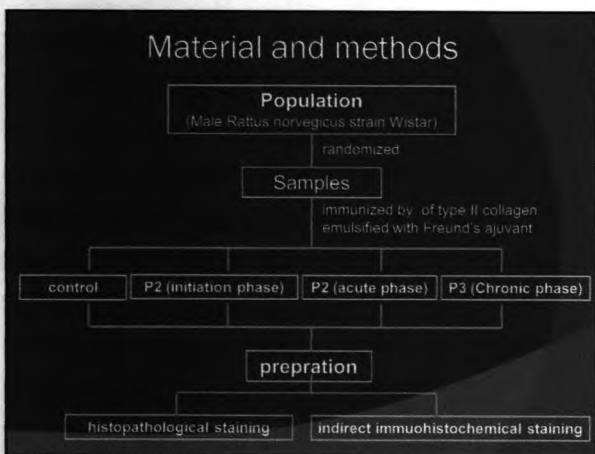 Material and methods
Population
(Male Rattus norvegicus strain Wistar)
randomized
Samples
immunized by of type II collagen
emulsified with Freund's ajuvant
control
P2 (initiation phase)
P2 (acute phase)
P3 (Chronic phase)
prepration
histopathological staining
indirect immuohistochemical staining